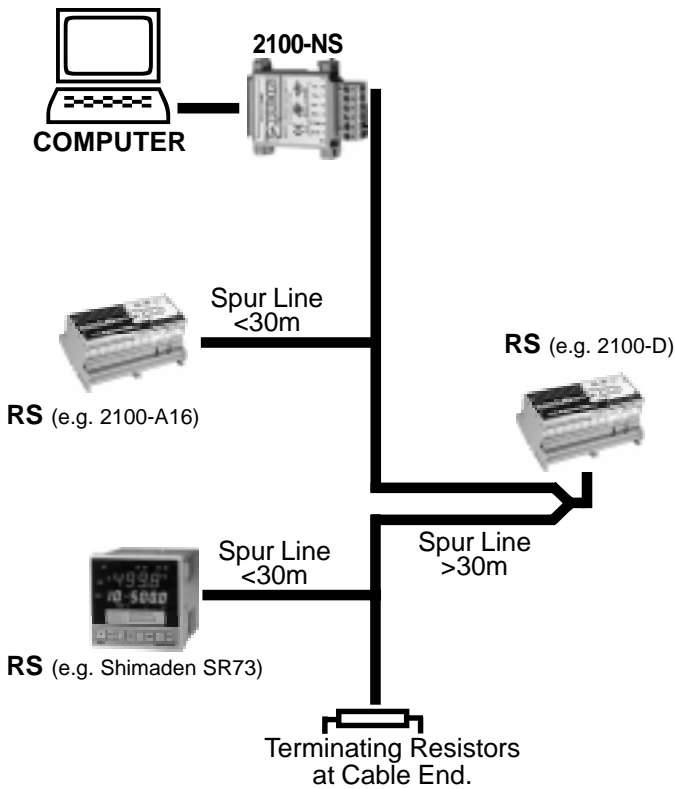 2100-NS
COMPUTER
Spur Line
<30m
RS (e.g. 2100-D)
RS (e.g. 2100-A16)
Spur Line
<30m
Spur Line
>30m
RS (e.g. Shimaden SR73)
Terminating Resistors
at Cable End.